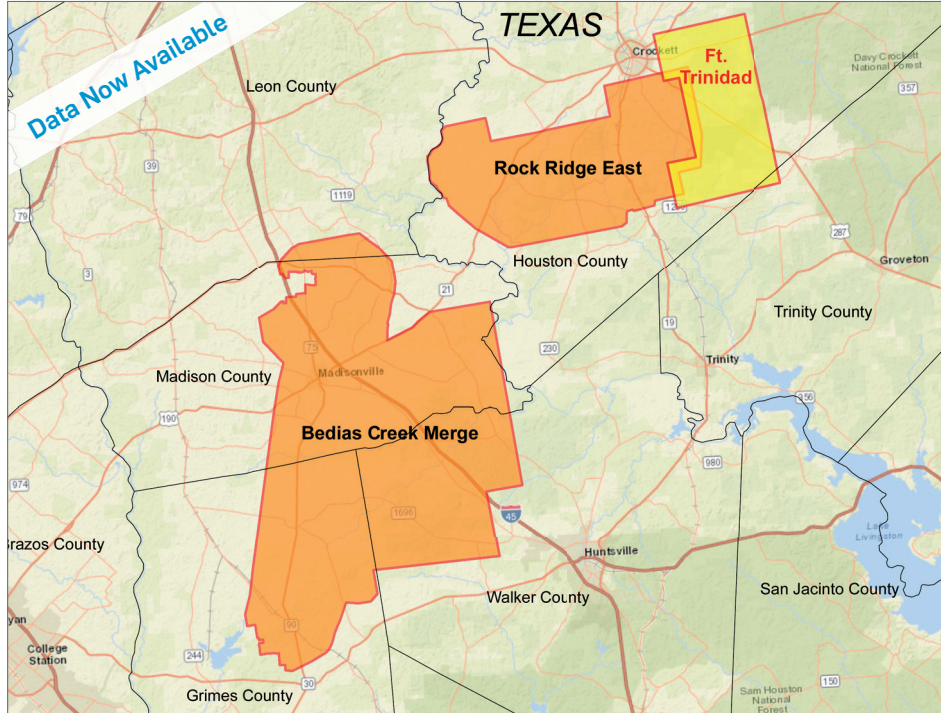 TEXAS
Data Now Available
Crockett
Ft.
Trinidad
Davy Crockett
National Forest
357
Leon County
39
Rock Ridge East
1119
79
287
Houston County
Groveton
3
21
Trinity County
19
75
230
Trinity
Madisonville
Madison County
356
190
Bedias Creek Merge
980
974
1696
45
Lake
Livingston
Brazos County
Huntsville
San Jacinto County
Walker County
90
College
Station
244
30
150
Grimes County
Sam Houston
National
Forest